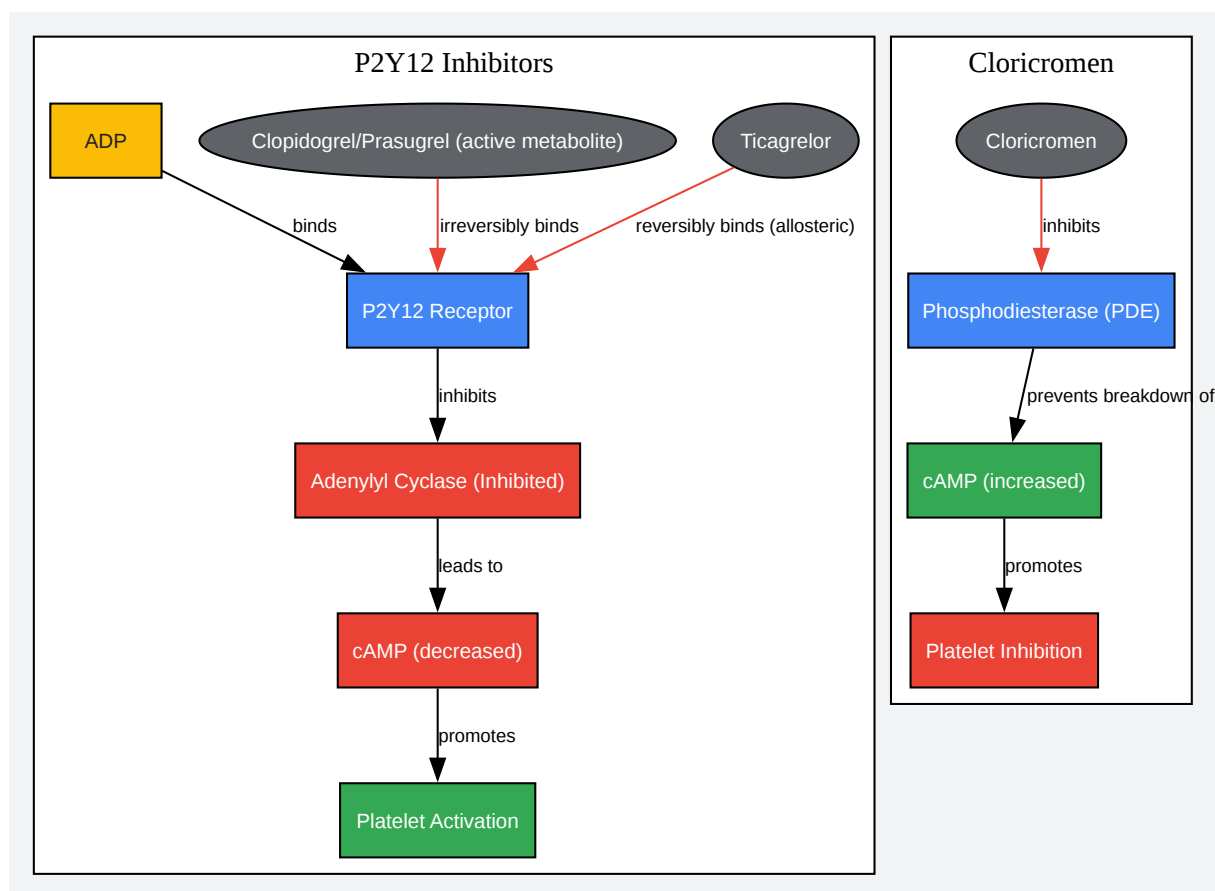 P2Y12 Inhibitors
ADP
Clopidogrel/Prasugrel (active metabolite)
Ticagrelor
binds
irreversibly binds
reversibly binds (allosteric)
P2Y12 Receptor
inhibits
Adenylyl Cyclase (Inhibited)
leads to
cAMP (decreased)
promotes
Platelet Activation
Cloricromen
Cloricromen
inhibits
Phosphodiesterase (PDE)
prevents breakdown of
cAMP (increased)
promotes
Platelet Inhibition